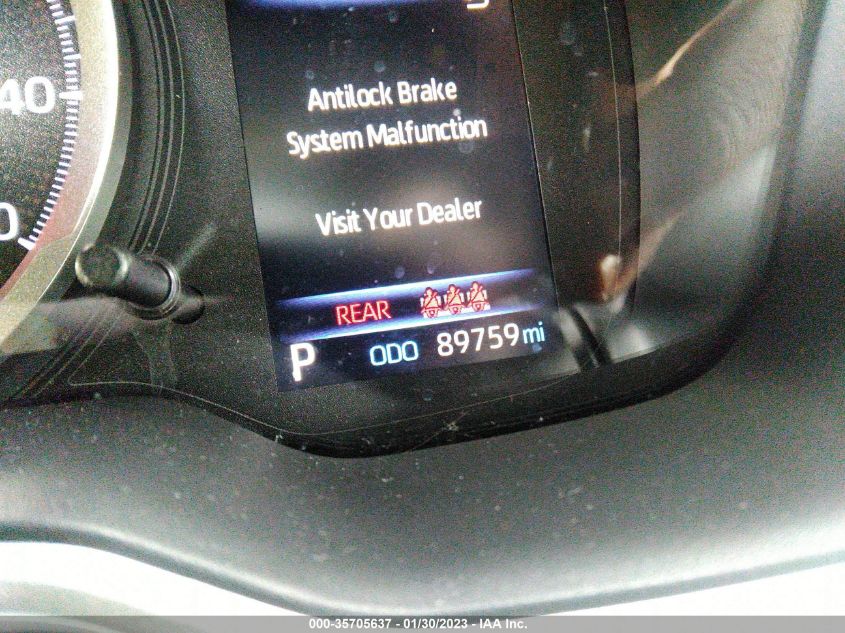 40
0
Antilock Brake
System Malfunction
Visit Your Dealer
REAR
P ODO 89759 mi
000-35705637 - 01/30/2023 - IAA Inc.